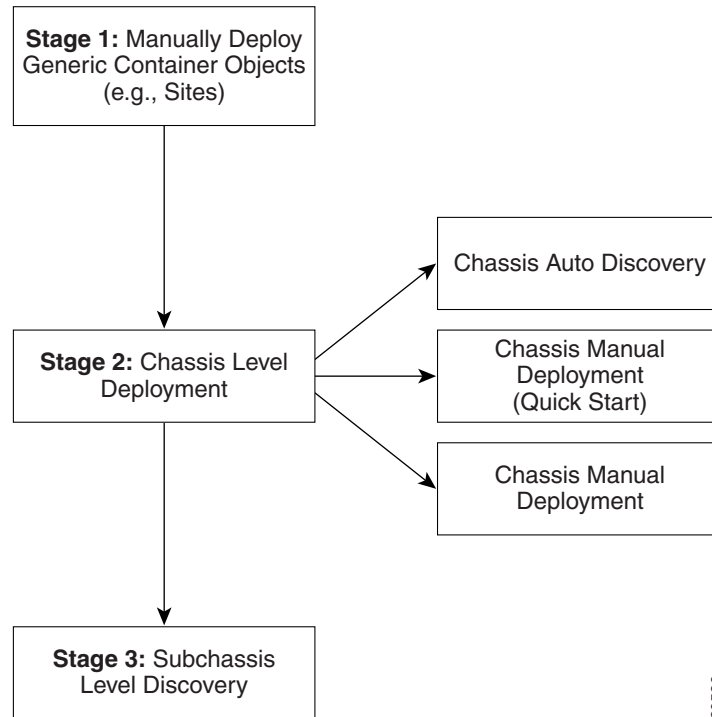 Stage 1: Manually Deploy
Generic Container Objects
(e.g., Sites)
Chassis Auto Discovery
Stage 2: Chassis Level
Deployment
Chassis Manual
Deployment
(Quick Start)
Chassis Manual
Deployment
Stage 3: Subchassis
Level Discovery